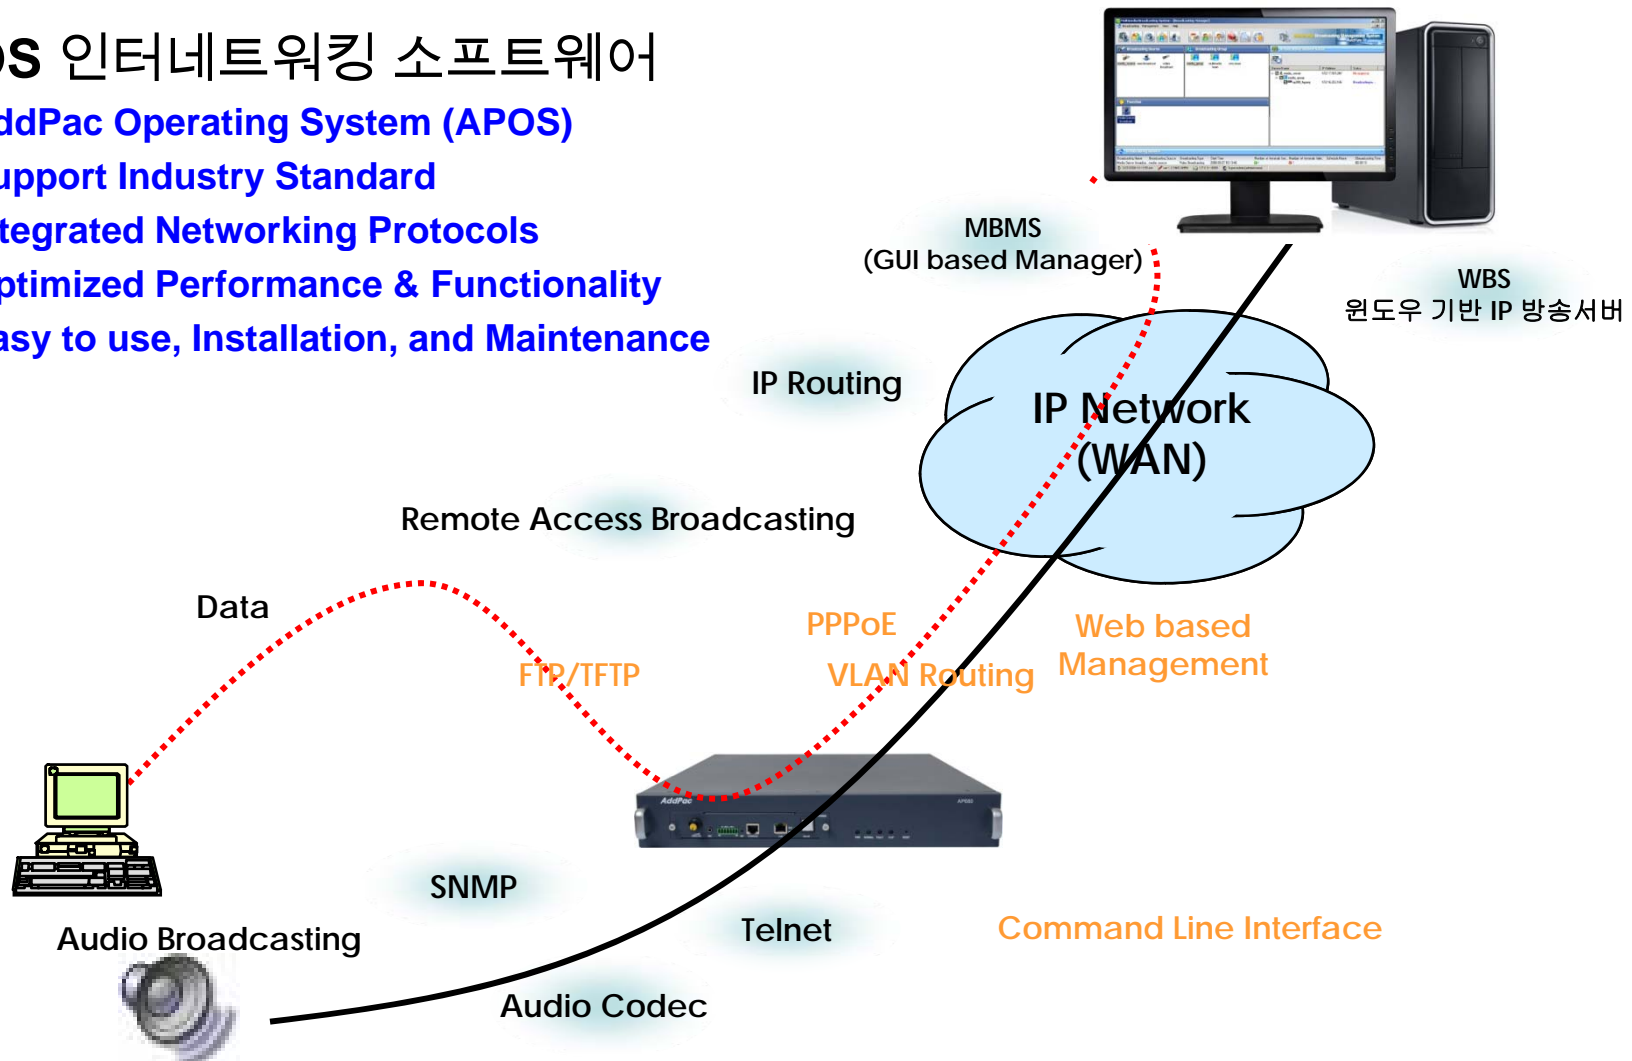 OS 인터네트워킹 소프트웨어
ddPac Operating System (APOS)
upport Industry Standard
tegrated Networking Protocols
ptimized Performance & Functionality
asy to use, Installation, and Maintenance
MBMS
(GUI based Manager)
WBS
윈도우 기반 IP 방송서버
IP Routing
IP Network
(WAN)
Remote Access Broadcasting
Data
PPPoE
Web based
Management
FTP/TFTP
VLAN Routing
AddPac
SNMP
Telnet
Command Line Interface
Audio Broadcasting
Audio Codec